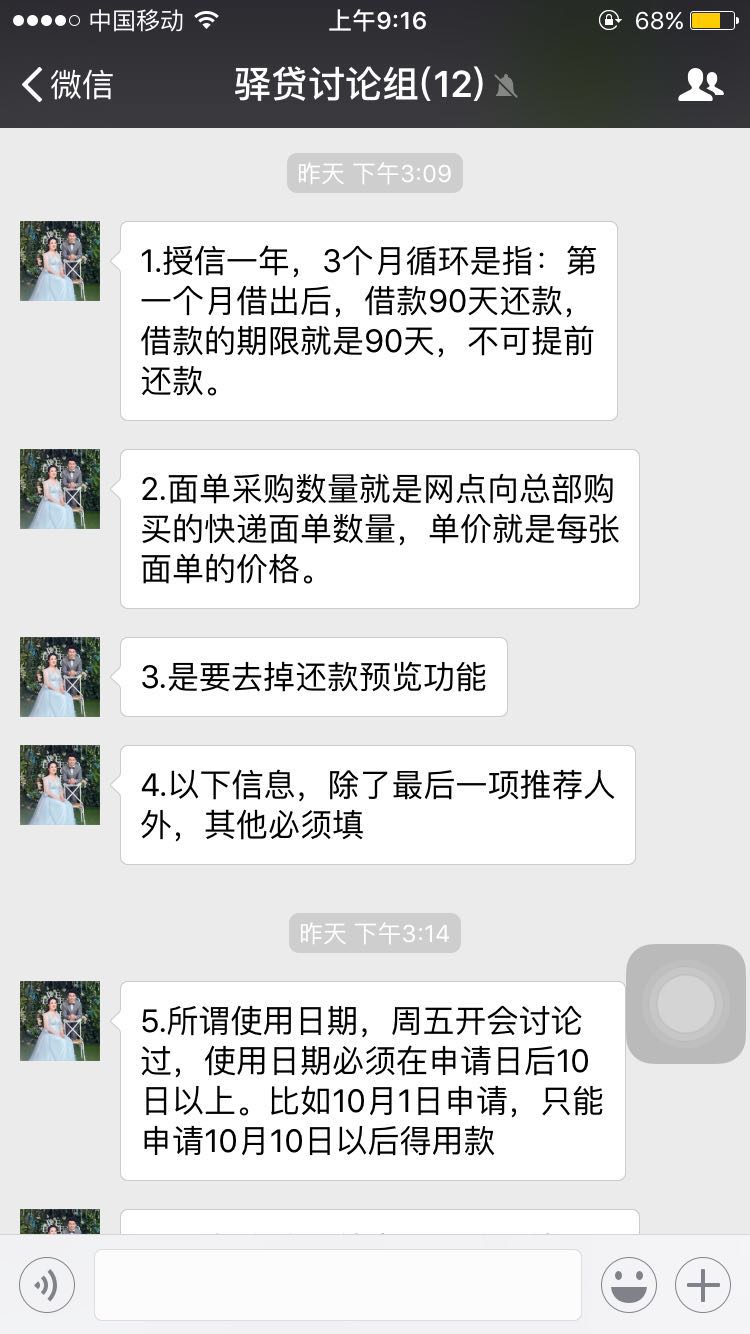 中国移动 上午9:16 68%
微信 驿贷讨论组(12)
昨天 下午3:09
1.授信一年，3个月循环是指：第
一个月借出后，借款90天还款，
借款的期限就是90天，不可提前
还款。
2.面单采购数量就是网点向总部购
买的快递面单数量，单价就是每张
面单的价格。
3.是要去掉还款预览功能
4.以下信息，除了最后一项推荐人
外，其他必须填
昨天 下午3:14
5.所谓使用日期，周五开会讨论
过，使用日期必须在申请日后10
日以上。比如10月1日申请，只能
申请10月10日以后得用款